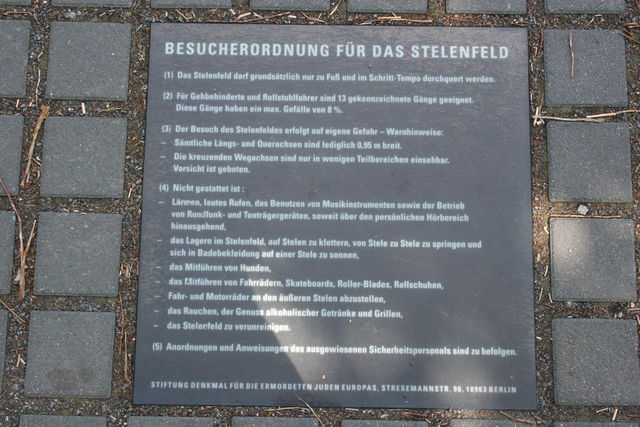 BESUCHERORDNUNG FÜR DAS STELENFELD
(1) Das Stelenfeld darf grundsätzlich nur zu Fuß und im Schritt-Tempo durchquert werden.
(2) Für Gehbehinderte und Rollstuhlfahrer sind 13 gekennzeichnete Gänge geeignet.
Diese Gänge haben ein max. Gefälle von 8 %.
(3) Der Besuch des Stelenfeldes erfolgt auf eigene Gefahr – Warnhinweise:
– Sämtliche Längs- und Querachsen sind lediglich 0,95 m breit.
– Die kreuzenden Wegachsen sind nur in wenigen Teilbereichen einsehbar.
Vorsicht ist geboten.
(4) Nicht gestattet ist :
– Lärmen, lautes Rufen, das Benutzen von Musikinstrumenten sowie der Betrieb
von Rundfunk- und Tonträgergeräten, soweit über den persönlichen Hörbereich
hinausgehend,
– das Lagern im Stelenfeld, auf Stelen zu klettern, von Stele zu Stele zu springen und
sich in Badebekleidung auf einer Stele zu sonnen,
– das Mitführen von Hunden,
– das Mitführen von Fahrrädern, Skateboards, Roller-Blades, Rollschuhen,
– Fahr- und Motorräder an den äußeren Stelen abzustellen,
– das Rauchen, der Genuss alkoholischer Getränke und Grillen,
– das Stelenfeld zu verunreinigen.
(5) Anordnungen und Anweisungen des ausgewiesenen Sicherheitspersonals sind zu befolgen.
STIFTUNG DENKMAL FÜR DIE ERMORDETEN JUDEN EUROPAS, STRESEMANNSTR. 90, 10963 BERLIN